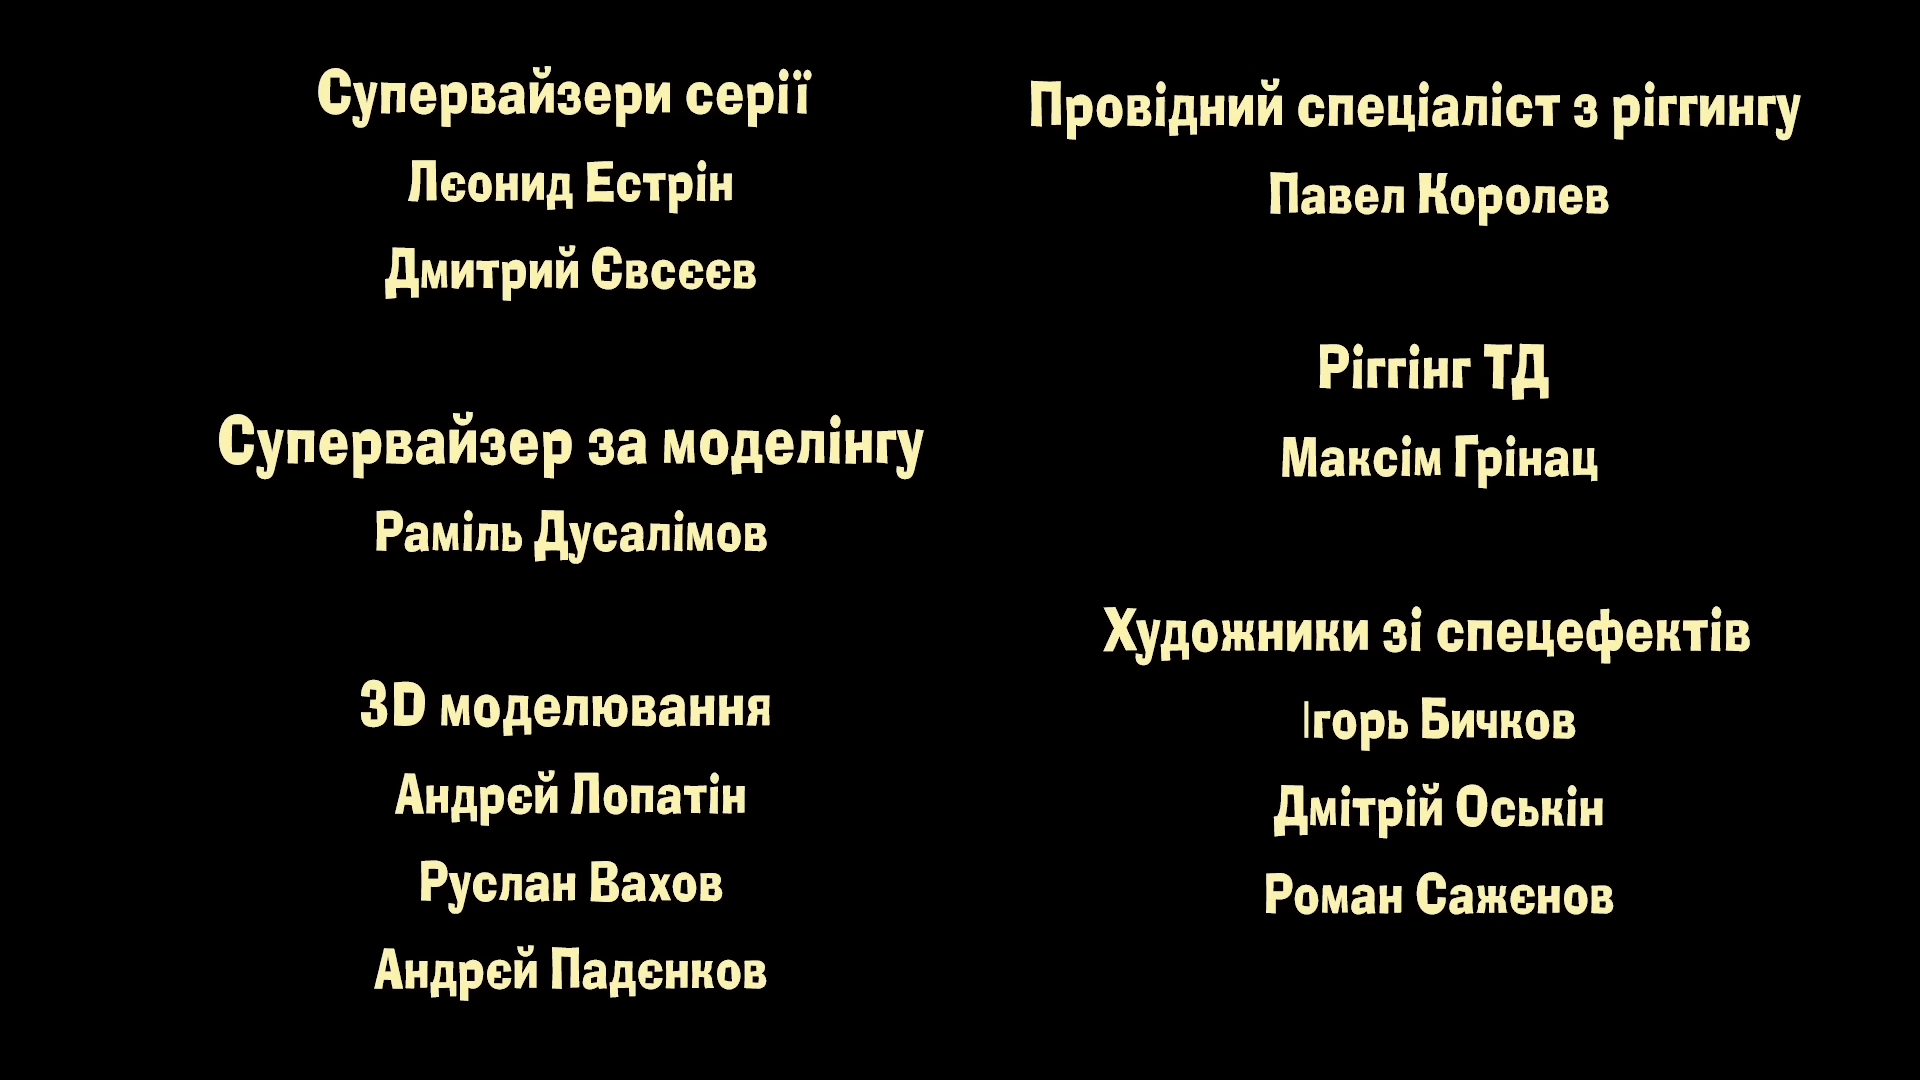 Супервайзери серії
Лєонид Естрін
Дмитрий Євсєєв
Супервайзер за моделінгу
Раміль Дусалімов
3D моделювання
Андрєй Лопатін
Руслан Вахов
Андрєй Падєнков
Провідний спеціаліст з ріггингу
Павел Королев
Ріггінг ТД
Максім Грінац
Художники зі спецефектів
Ігорь Бичков
Дмітрій Оськін
Роман Сажєнов